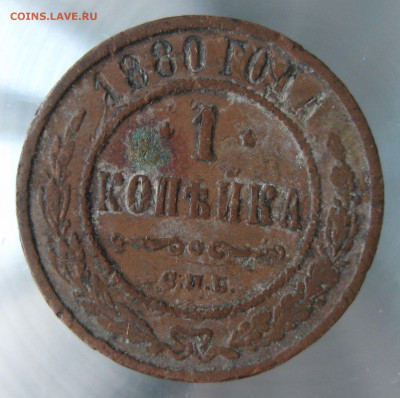 COINS.LAVE.RU
1880 ГОДА
1
КОПѢЙКА
С.П.Б.